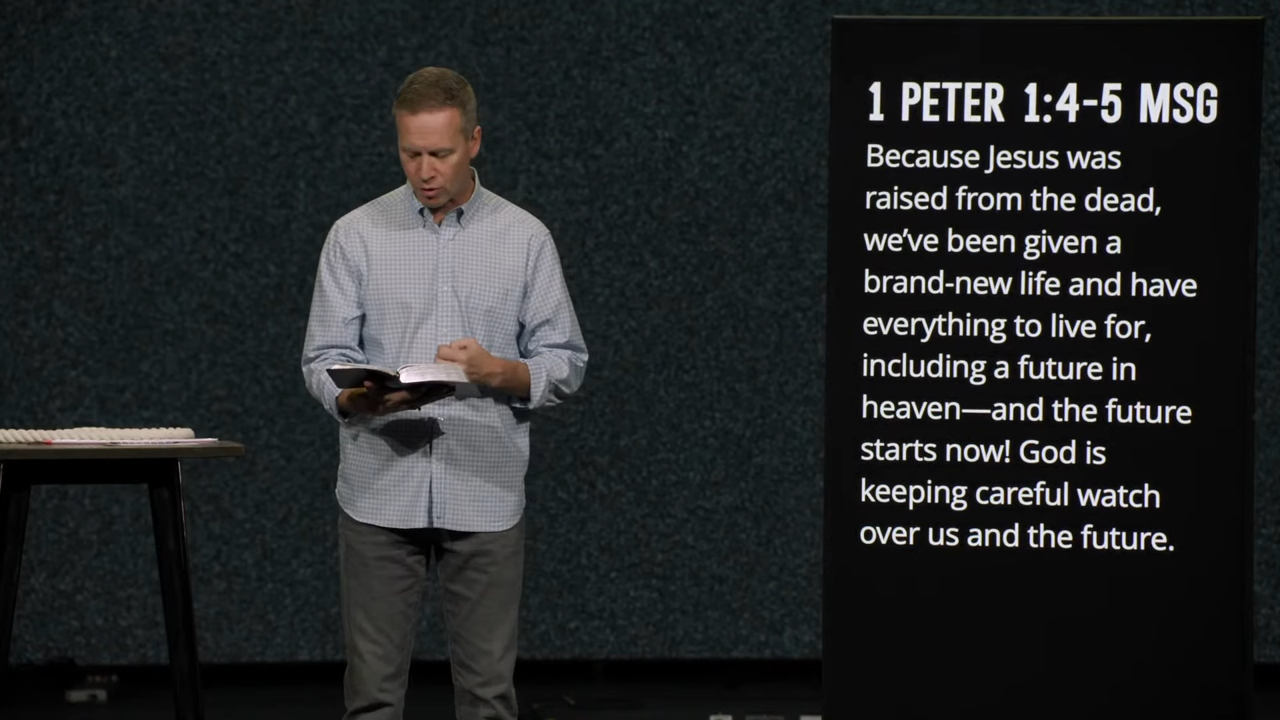 1 PETER 1:4-5 MSG
Because Jesus was
raised from the dead,
we've been given a
brand-new life and have
everything to live for,
including a future in
heaven—and the future
starts now! God is
keeping careful watch
over us and the future.